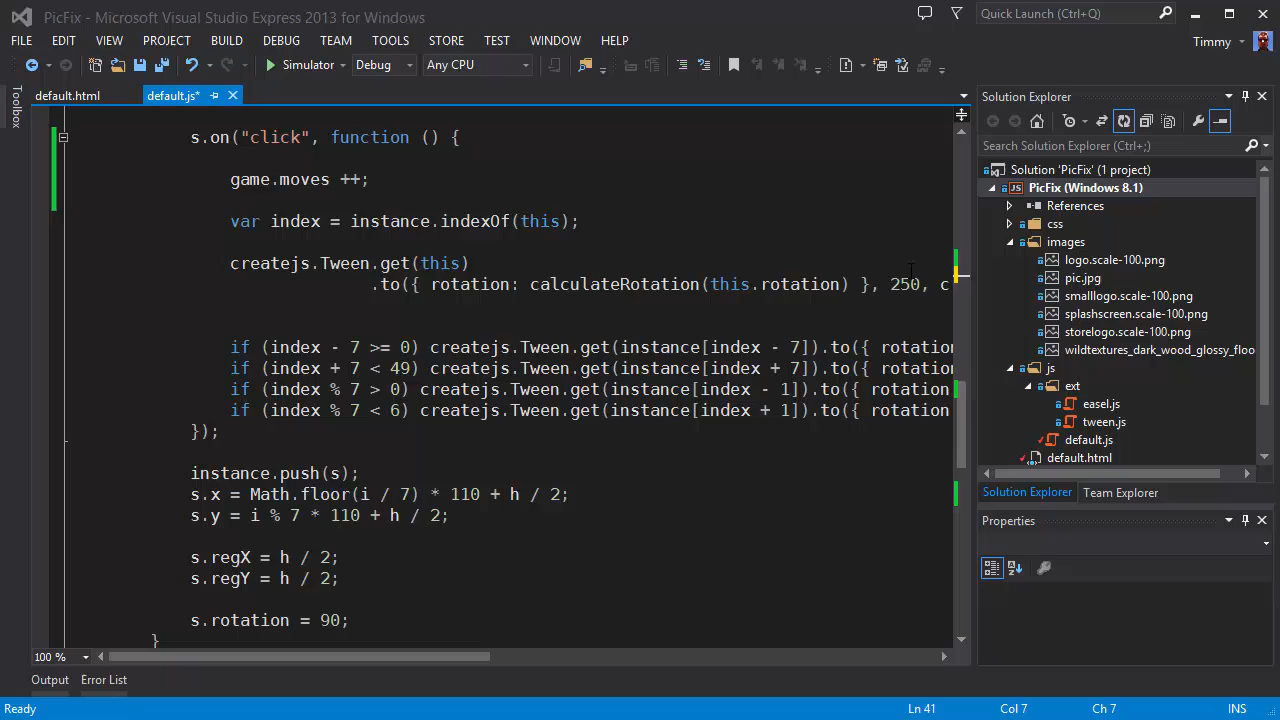 PicFix - Microsoft Visual Studio Express 2013 for Windows
Quick Launch (Ctrl+Q)
FILE EDIT VIEW PROJECT BUILD DEBUG TEAM TOOLS STORE TEST WINDOW HELP
Timmy
Simulator Debug Any CPU
Toolbox
default.html default.js*
s.on("click", function () {
game.moves ++;
var index = instance.indexOf(this);
createjs.Tween.get(this)
.to({ rotation: calculateRotation(this.rotation) }, 250, c
if (index - 7 >= 0) createjs.Tween.get(instance[index - 7]).to({ rotation
if (index + 7 < 49) createjs.Tween.get(instance[index + 7]).to({ rotation
if (index % 7 > 0) createjs.Tween.get(instance[index - 1]).to({ rotation
if (index % 7 < 6) createjs.Tween.get(instance[index + 1]).to({ rotation
});
instance.push(s);
s.x = Math.floor(i / 7) * 110 + h / 2;
s.y = i % 7 * 110 + h / 2;
s.regX = h / 2;
s.regY = h / 2;
s.rotation = 90;
}
100 %
Output Error List
Solution Explorer
Search Solution Explorer (Ctrl+;)
Solution 'PicFix' (1 project)
JS PicFix (Windows 8.1)
References
css
images
logo.scale-100.png
pic.jpg
smalllogo.scale-100.png
splashscreen.scale-100.png
storelogo.scale-100.png
wildtextures_dark_wood_glossy_floo
js
ext
easel.js
tween.js
default.js
default.html
Solution Explorer Team Explorer
Properties
Ready
Ln 41 Col 7 Ch 7 INS